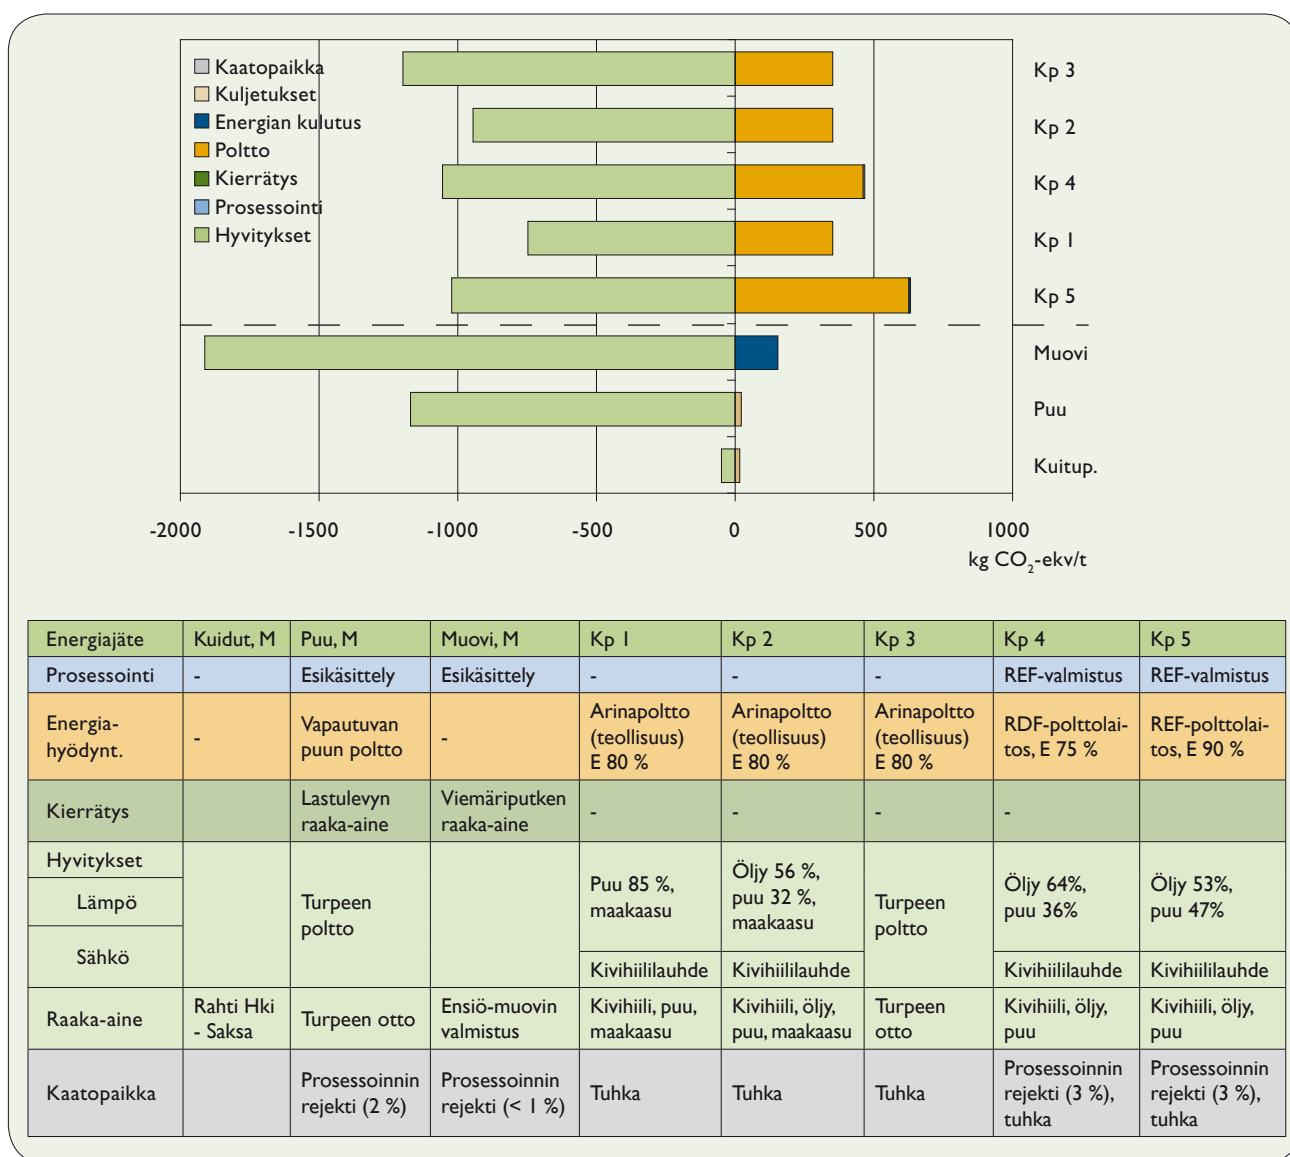 Kaatopaikka
Kuljetukset
Energian kulutus
Poltto
Kierrätys
Prosessointi
Hyvitykset
Kp 3
Kp 2
Kp 4
Kp 1
Kp 5
Muovi
Puu
Kuitup.
-2000 -1500 -1000 -500 0 500 1000
kg CO₂-ekv/t
Energiajäte Kuidut, M Puu, M Muovi, M Kp 1 Kp 2 Kp 3 Kp 4 Kp 5
Prosessointi - Esikäsittely Esikäsittely - - - REF-valmistus REF-valmistus
Energia-
hyödynt.
-
Vapautuvan
puun poltto
-
Arinapoltto
(teollisuus)
E 80 %
Arinapoltto
(teollisuus)
E 80 %
Arinapoltto
(teollisuus)
E 80 %
RDF-polttolai-
tos, E 75 %
REF-polttolai-
tos, E 90 %
Kierrätys
Lastulevyn
raaka-aine
Viemäriputken
raaka-aine
- - - -
Hyvitykset
Lämpö
Sähkö
Turpeen
poltto
Puu 85 %,
maakaasu
Öljy 56 %,
puu 32 %,
maakaasu
Turpeen
poltto
Öljy 64%,
puu 36%
Öljy 53%,
puu 47%
Kivihiililauhde Kivihiililauhde Kivihiililauhde Kivihiililauhde
Raaka-aine
Rahti Hki
- Saksa
Turpeen otto
Ensiö-muovin
valmistus
Kivihiili, puu,
maakaasu
Kivihiili, öljy,
puu, maakaasu
Turpeen
otto
Kivihiili, öljy,
puu
Kivihiili, öljy,
puu
Kaatopaikka
Prosessoinnin
rejekti (2 %)
Prosessoinnin
rejekti (< 1 %)
Tuhka
Tuhka
Tuhka
Prosessoinnin
rejekti (3 %),
tuhka
Prosessoinnin
rejekti (3 %),
tuhka